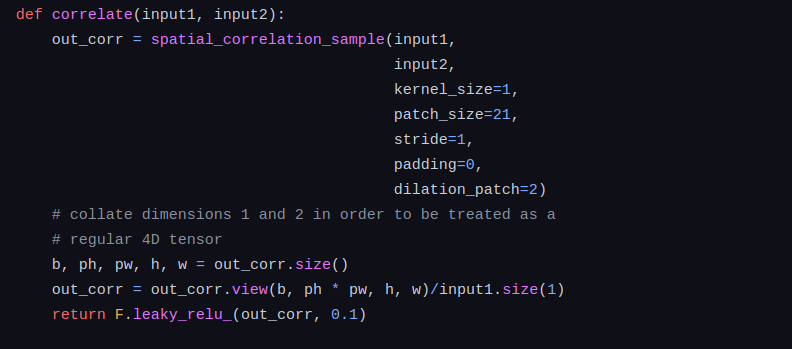 def correlate(input1, input2):
    out_corr = spatial_correlation_sample(input1,
                                          input2,
                                          kernel_size=1,
                                          patch_size=21,
                                          stride=1,
                                          padding=0,
                                          dilation_patch=2)
    # collate dimensions 1 and 2 in order to be treated as a
    # regular 4D tensor
    b, ph, pw, h, w = out_corr.size()
    out_corr = out_corr.view(b, ph * pw, h, w)/input1.size(1)
    return F.leaky_relu_(out_corr, 0.1)